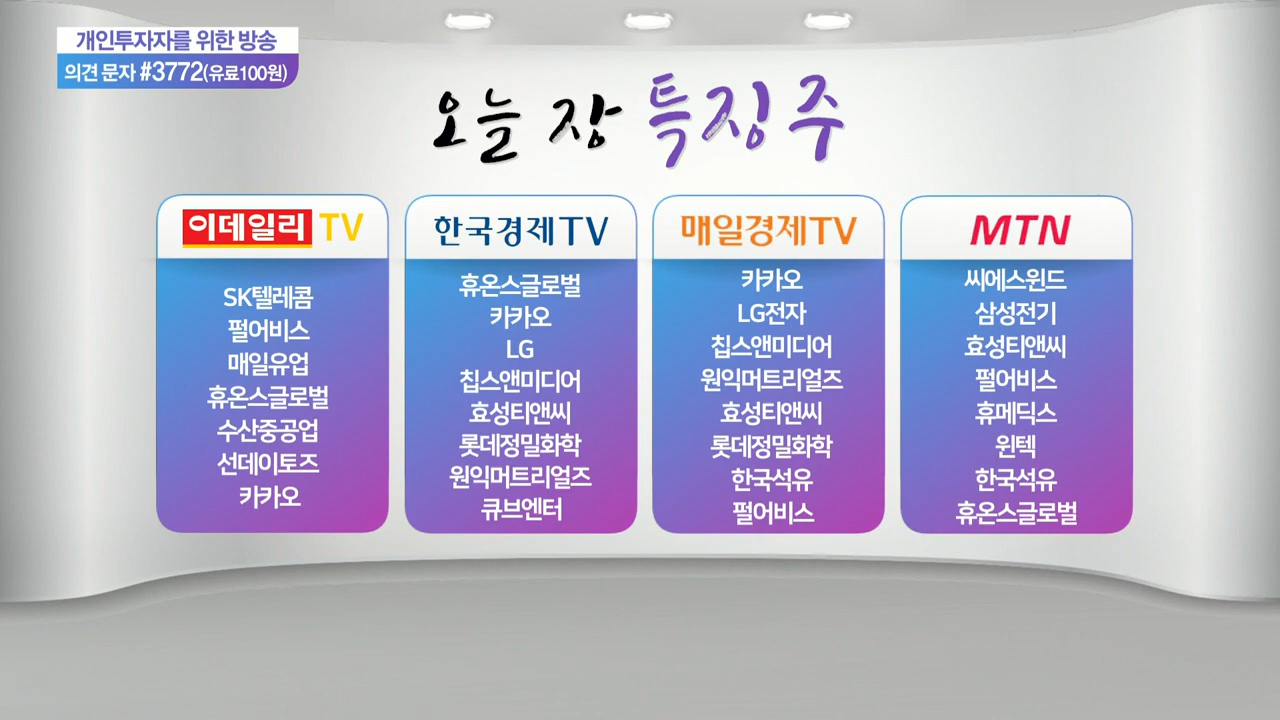 개인투자자를 위한 방송
의견 문자 #3772(유료100원)
오늘 장 특징주
이데일리 TV
SK텔레콤
펄어비스
매일유업
휴온스글로벌
수산중공업
선데이토즈
카카오
한국경제TV
휴온스글로벌
카카오
LG
칩스앤미디어
효성티앤씨
롯데정밀화학
원익머트리얼즈
큐브엔터
매일경제TV
카카오
LG전자
칩스앤미디어
원익머트리얼즈
효성티앤씨
롯데정밀화학
한국석유
펄어비스
MTN
씨에스윈드
삼성전기
효성티앤씨
펄어비스
휴메딕스
윈텍
한국석유
휴온스글로벌